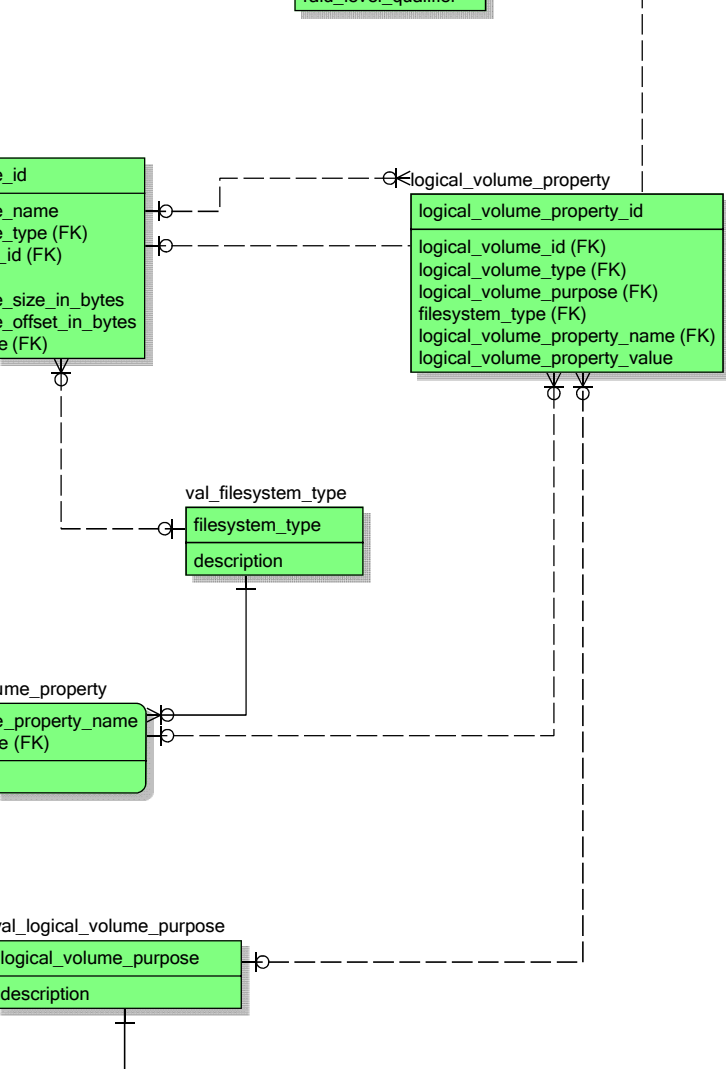 raid_level_qualifier
e_id
e_name
e_type (FK)
_id (FK)
e_size_in_bytes
e_offset_in_bytes
e (FK)
logical_volume_property
logical_volume_property_id
logical_volume_id (FK)
logical_volume_type (FK)
logical_volume_purpose (FK)
filesystem_type (FK)
logical_volume_property_name (FK)
logical_volume_property_value
val_filesystem_type
filesystem_type
description
ume_property
e_property_name
e (FK)
val_logical_volume_purpose
logical_volume_purpose
description